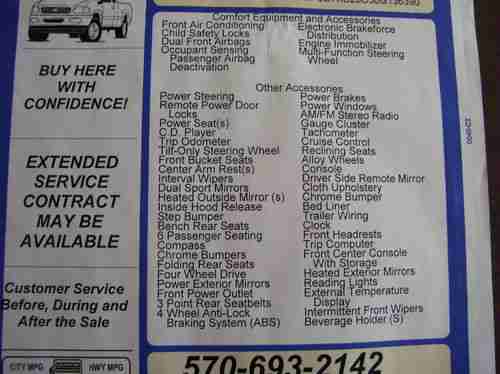 BUY HERE
WITH
CONFIDENCE!
EXTENDED
SERVICE
CONTRACT
MAY BE
AVAILABLE
Customer Service
Before, During and
After the Sale
CITY MPG
HWY MPG
Comfort Equipment and Accessories
Front Air Conditioning
Child Safety Locks
Dual Front Airbags
Occupant Sensing
Passenger Airbag
Deactivation
Electronic Brakeforce
Distribution
Engine Immobilizer
Multi-Function Steering
Wheel
Other Accessories
Power Steering
Remote Power Door
Locks
Power Seat(s)
C.D. Player
Trip Odometer
Tilt-Only Steering Wheel
Front Bucket Seats
Center Arm Rest(s)
Interval Wipers
Dual Sport Mirrors
Heated Outside Mirror (s)
Inside Hood Release
Step Bumper
Bench Rear Seats
6 Passenger Seating
Compass
Chrome Bumpers
Folding Rear Seats
Four Wheel Drive
Power Exterior Mirrors
Front Power Outlet
3 Point Rear Seatbelts
4 Wheel Anti-Lock
Braking System (ABS)
Power Brakes
Power Windows
AM/FM Stereo Radio
Gauge Cluster
Tachometer
Cruise Control
Reclining Seats
Alloy Wheels
Console
Driver Side Remote Mirror
Cloth Upholstery
Chrome Bumper
Bed Liner
Trailer Wiring
Clock
Front Headrests
Trip Computer
Front Center Console
With Storage
Heated Exterior Mirrors
Reading Lights
External Temperature
Display
Intermittent Front Wipers
Beverage Holder (S)
570-693-2142